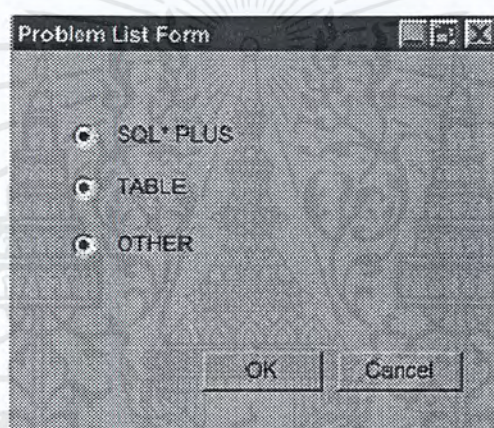 Problem List Form
SQL* PLUS
TABLE
OTHER
OK Cancel